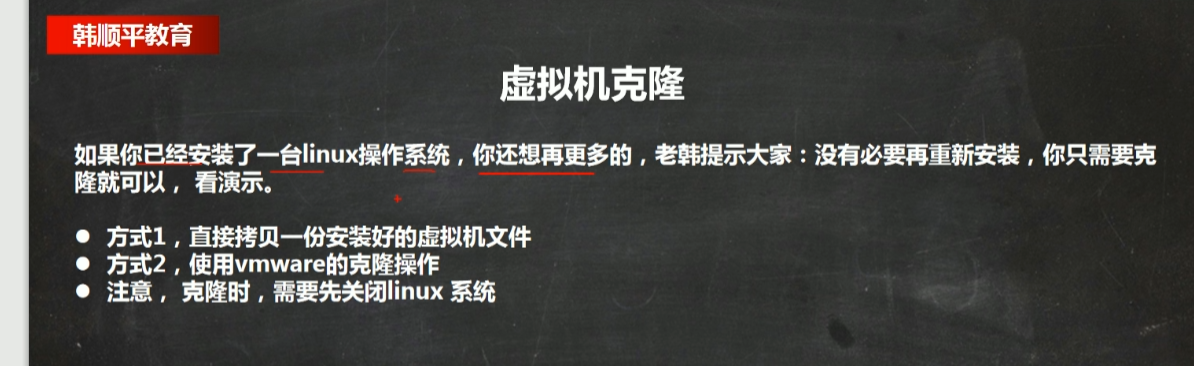 韩顺平教育
虚拟机克隆
如果你已经安装了一台linux操作系统，你还想再更多的，老韩提示大家：没有必要再重新安装，你只需要克
隆就可以， 看演示。
● 方式1，直接拷贝一份安装好的虚拟机文件
● 方式2，使用vmware的克隆操作
● 注意， 克隆时，需要先关闭linux 系统